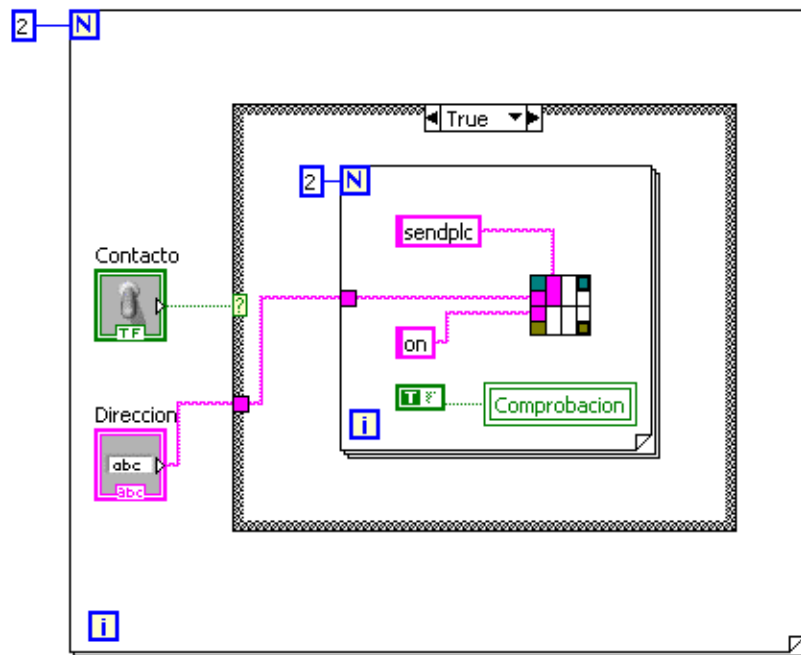 2 N
True
2 N
sendplc
Contacto
?
TF
on
Direccion
T
Comprobacion
abc
abc
i
i